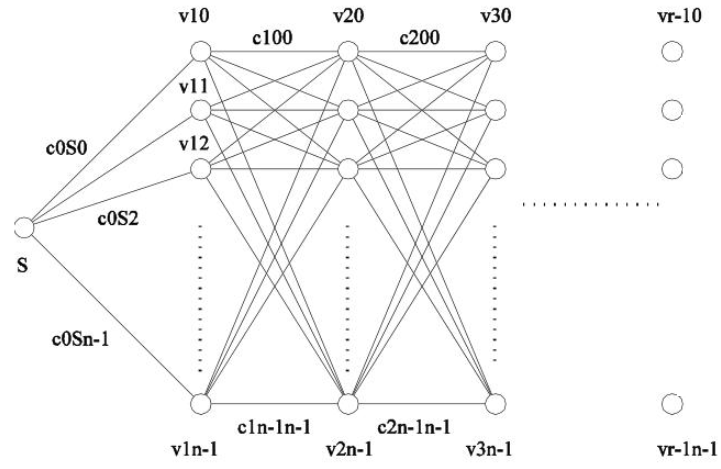 v10 v20 v30 vr-10
c100 c200
v11
v12
c0S0
c0S2
S
c0Sn-1
c1n-1n-1 c2n-1n-1
v1n-1 v2n-1 v3n-1 vr-1n-1